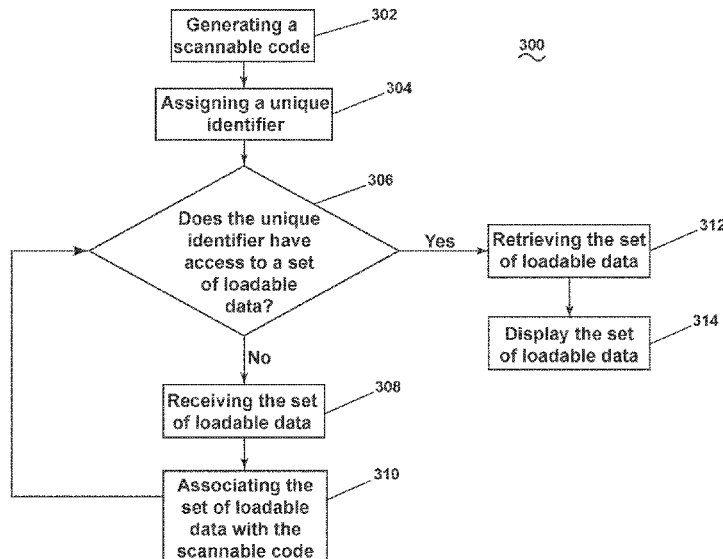 Generating a
scannable code
302
300
Assigning a unique
identifier
304
306
Does the unique
identifier have
access to a set
of loadable
data?
Yes
Retrieving the set
of loadable data
312
Display the set
of loadable data
314
No
Receiving the set
of loadable data
308
Associating the
set of loadable
data with the
scannable code
310